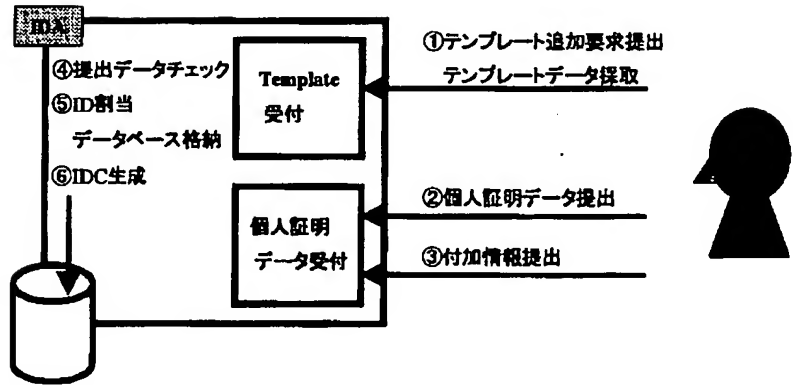 IDA
④提出データチェック
⑤ID割当
データベース格納
⑥IDC生成
Template
受付
個人証明
データ受付
①テンプレート追加要求提出
テンプレートデータ採取
②個人証明データ提出
③付加情報提出